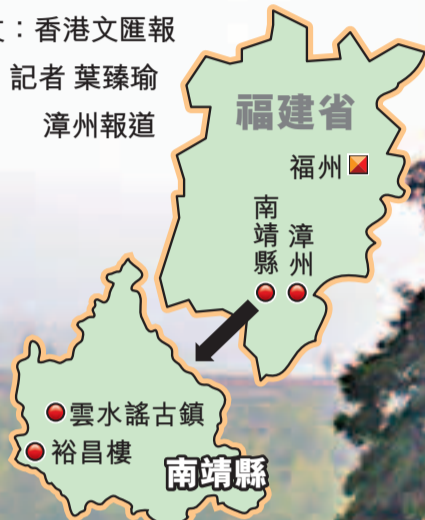 文：香港文匯報
記者 葉臻瑜
漳州報道
福建省
福州
南靖縣
漳州
雲水謠古鎮
裕昌樓
南靖縣